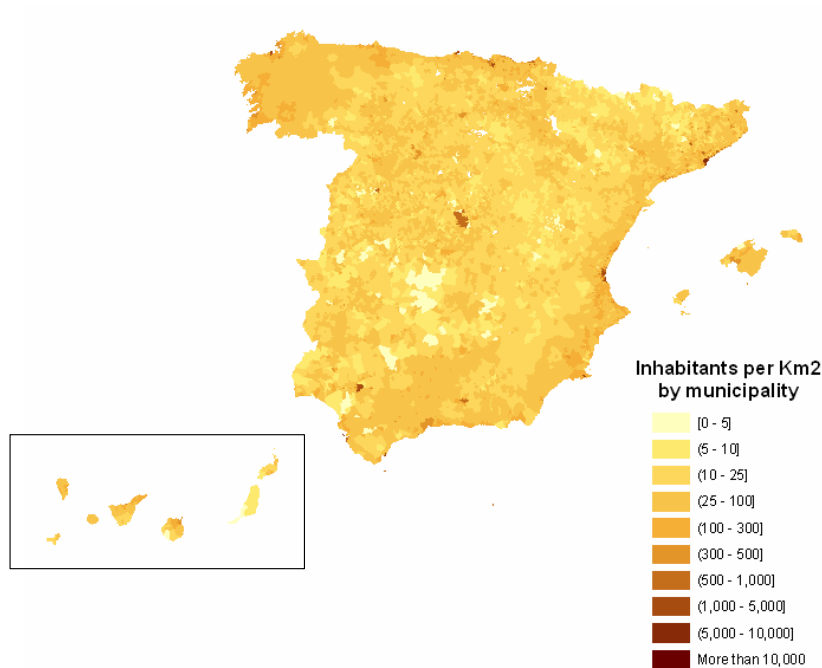 Inhabitants per Km2
by municipality
[0 - 5]
(5 - 10]
(10 - 25]
(25 - 100]
(100 - 300]
(300 - 500]
(500 - 1,000]
(1,000 - 5,000]
(5,000 - 10,000]
More than 10,000